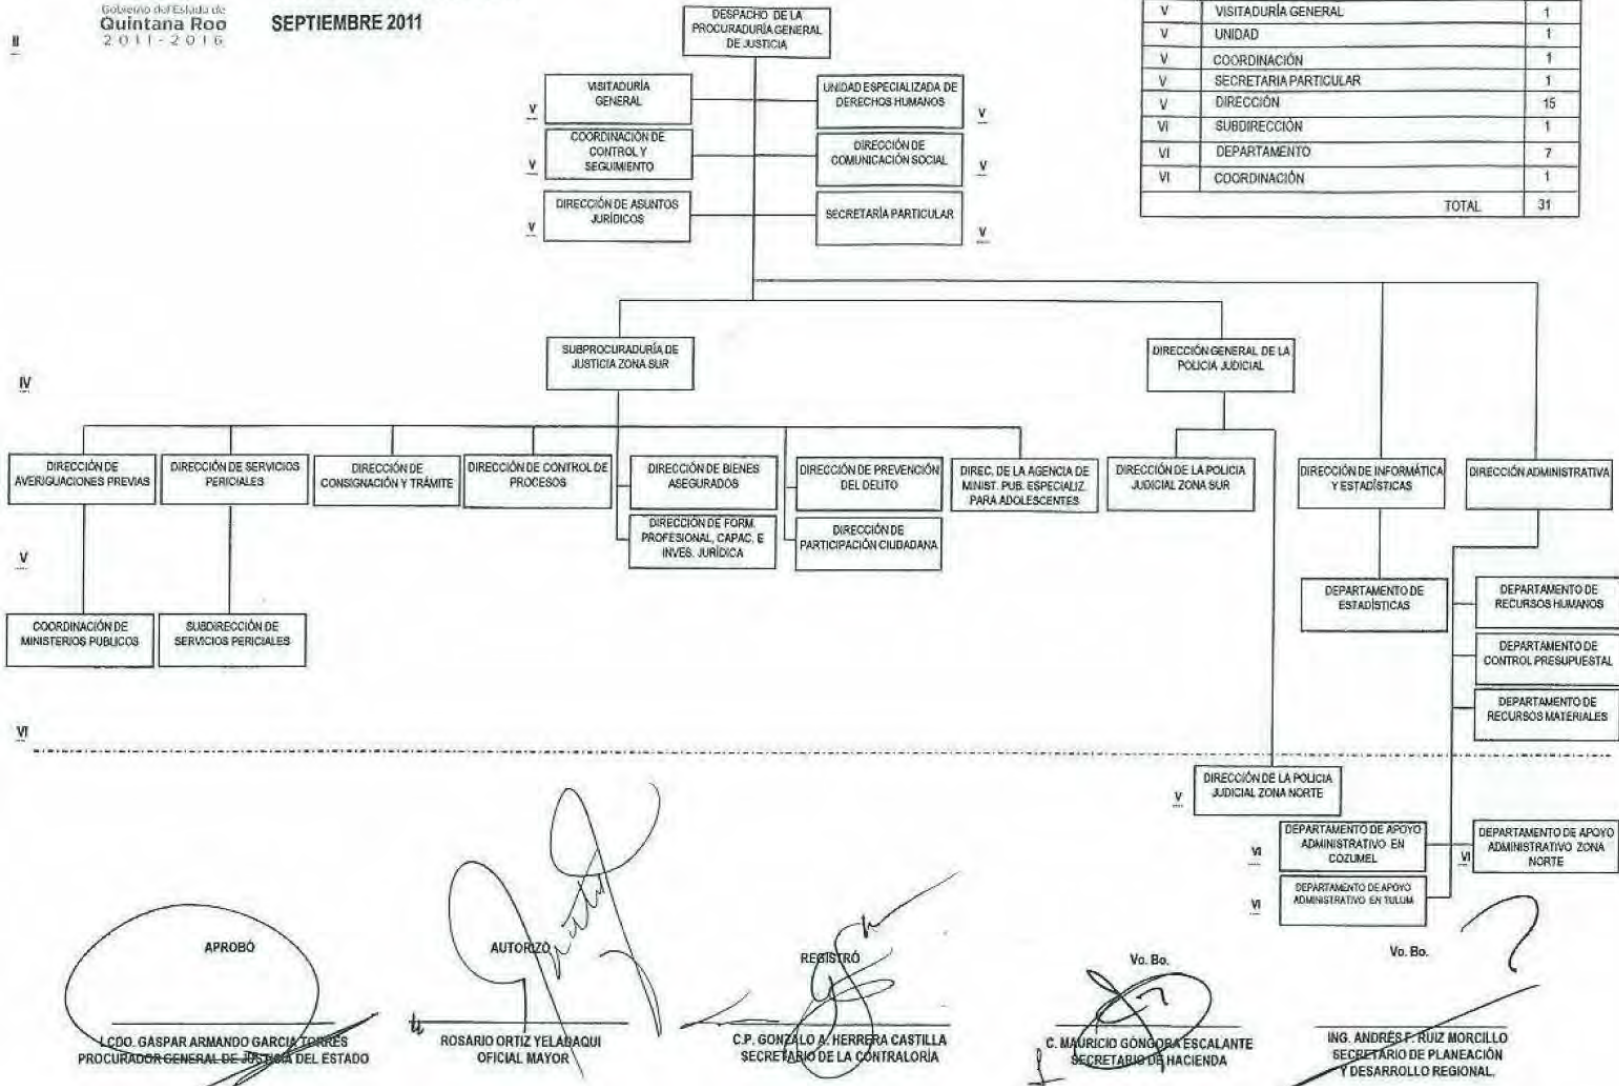 Gobierno del Estado de
Quintana Roo
2011-2016
SEPTIEMBRE 2011
II
DESPACHO DE LA
PROCURADURÍA GENERAL
DE JUSTICIA
V VISITADURÍA GENERAL 1
V UNIDAD 1
V COORDINACIÓN 1
V SECRETARIA PARTICULAR 1
V DIRECCIÓN 15
VI SUBDIRECCIÓN 1
VI DEPARTAMENTO 7
VI COORDINACIÓN 1
TOTAL 31
V
VISITADURÍA
GENERAL
UNIDAD ESPECIALIZADA DE
DERECHOS HUMANOS
V
V
COORDINACIÓN DE
CONTROL Y
SEGUIMIENTO
DIRECCIÓN DE
COMUNICACIÓN SOCIAL
V
V
DIRECCIÓN DE ASUNTOS
JURÍDICOS
SECRETARÍA PARTICULAR
V
IV
SUBPROCURADURÍA DE
JUSTICIA ZONA SUR
DIRECCIÓN GENERAL DE LA
POLICIA JUDICIAL
DIRECCIÓN DE
AVERIGUACIONES PREVIAS
DIRECCIÓN DE SERVICIOS
PERICIALES
DIRECCIÓN DE
CONSIGNACIÓN Y TRÁMITE
DIRECCIÓN DE CONTROL DE
PROCESOS
DIRECCIÓN DE BIENES
ASEGURADOS
DIRECCIÓN DE PREVENCIÓN
DEL DELITO
DIREC. DE LA AGENCIA DE
MINIST. PUB. ESPECIALIZ.
PARA ADOLESCENTES
DIRECCIÓN DE LA POLICIA
JUDICIAL ZONA SUR
DIRECCIÓN DE INFORMÁTICA
Y ESTADÍSTICAS
DIRECCIÓN ADMINISTRATIVA
V
DIRECCIÓN DE FORM.
PROFESIONAL, CAPAC. E
INVES. JURÍDICA
DIRECCIÓN DE
PARTICIPACIÓN CIUDADANA
COORDINACIÓN DE
MINISTERIOS PUBLICOS
SUBDIRECCIÓN DE
SERVICIOS PERICIALES
DEPARTAMENTO DE
ESTADÍSTICAS
DEPARTAMENTO DE
RECURSOS HUMANOS
DEPARTAMENTO DE
CONTROL PRESUPUESTAL
DEPARTAMENTO DE
RECURSOS MATERIALES
VI
V
DIRECCIÓN DE LA POLICIA
JUDICIAL ZONA NORTE
VI
DEPARTAMENTO DE APOYO
ADMINISTRATIVO EN
COZUMEL
VI
DEPARTAMENTO DE APOYO
ADMINISTRATIVO ZONA
NORTE
VI
DEPARTAMENTO DE APOYO
ADMINISTRATIVO EN TULUM
APROBÓ
LCDO. GASPAR ARMANDO GARCIA TORRES
PROCURADOR GENERAL DE JUSTICIA DEL ESTADO
AUTORIZO
ROSARIO ORTIZ YELADAQUI
OFICIAL MAYOR
REGISTRÓ
C.P. GONZALO A. HERRERA CASTILLA
SECRETARIO DE LA CONTRALORÍA
Vo. Bo.
C. MAURICIO GÓNGORA ESCALANTE
SECRETARIO DE HACIENDA
Vo. Bo.
ING. ANDRÉS F. RUIZ MORCILLO
SECRETARIO DE PLANEACIÓN
Y DESARROLLO REGIONAL.